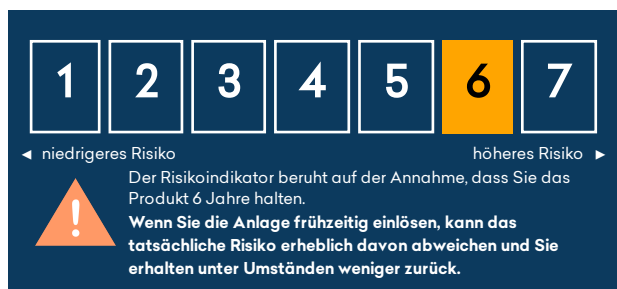 1 2 3 4 5 6 7
◄ niedrigeres Risiko höheres Risiko ►
Der Risikoindikator beruht auf der Annahme, dass Sie das
Produkt 6 Jahre halten.
Wenn Sie die Anlage frühzeitig einlösen, kann das
tatsächliche Risiko erheblich davon abweichen und Sie
erhalten unter Umständen weniger zurück.
!